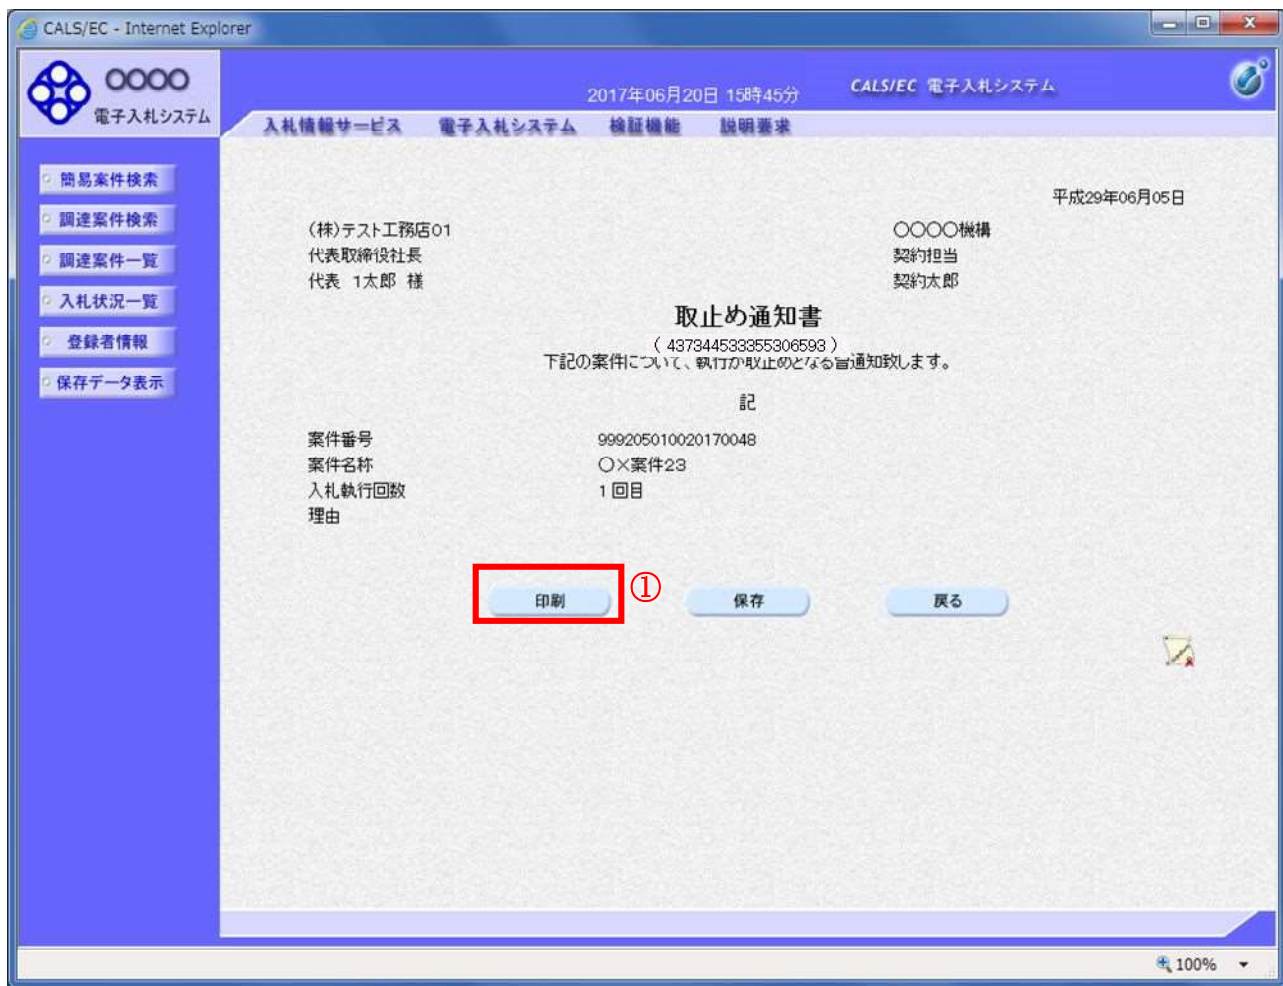 CALS/EC - Internet Explorer
〇〇〇〇
電子入札システム
2017年06月20日 15時45分
CALS/EC 電子入札システム
入札情報サービス 電子入札システム 検証機能 説明要求
簡易案件検索
調達案件検索
調達案件一覧
入札状況一覧
登録者情報
保存データ表示
平成29年06月05日
(株)テスト工務店01
代表取締役社長
代表 1太郎 様
〇〇〇〇機構
契約担当
契約太郎
取止め通知書
( 437344533355306593 )
下記の案件について、執行が取止めとなる旨通知致します。
記
案件番号 999205010020170048
案件名称 〇×案件23
入札執行回数 1 回目
理由
印刷 ① 保存 戻る
100%